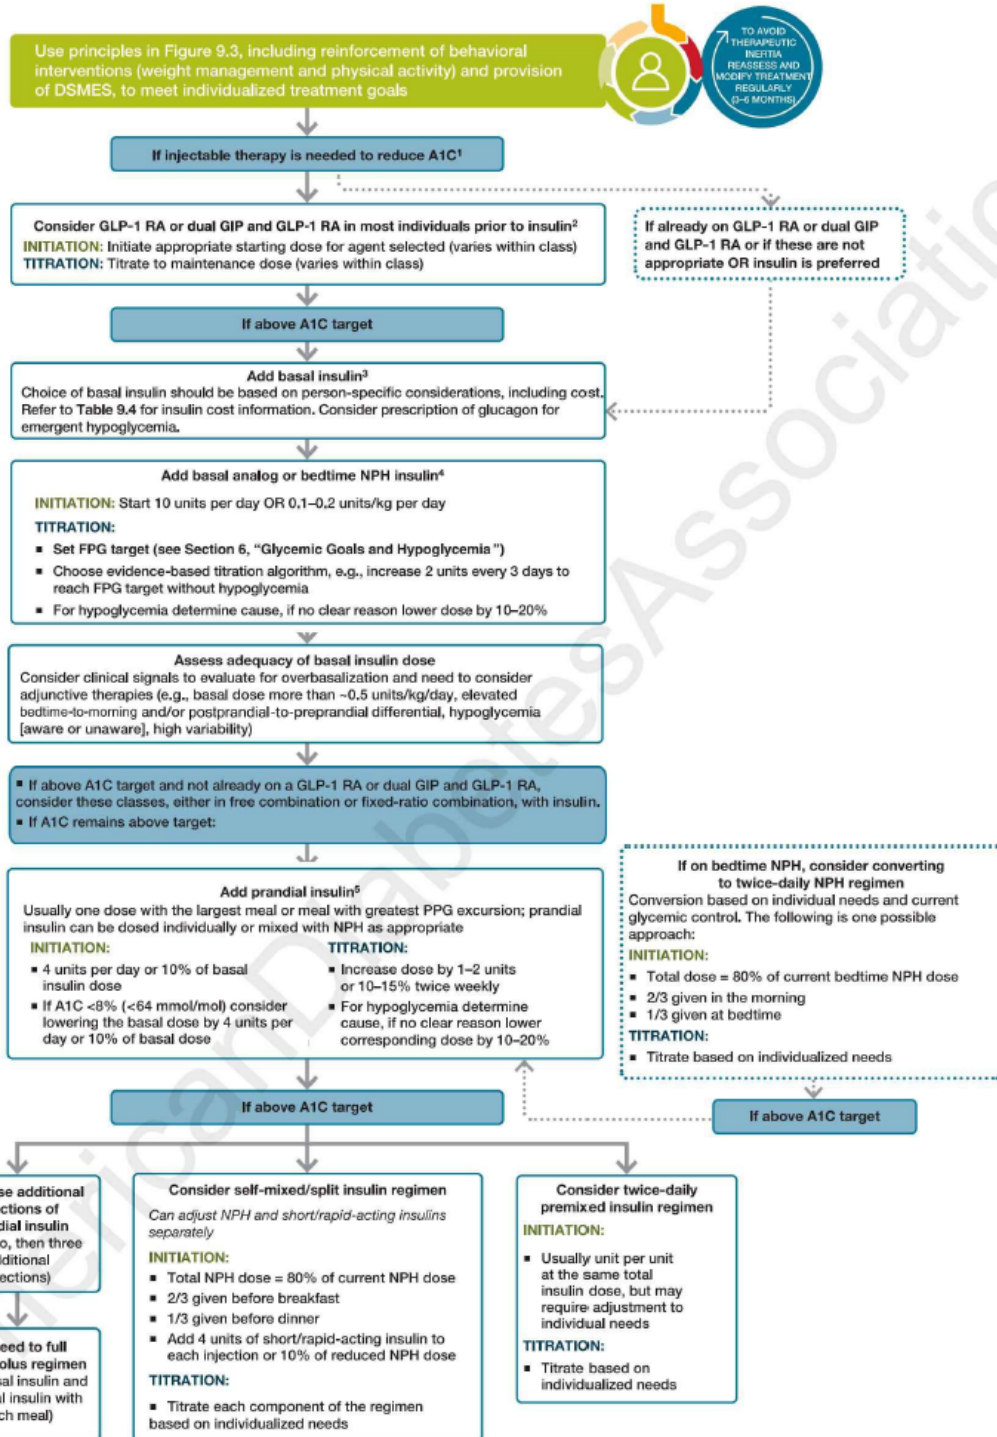 Use principles in Figure 9.3, including reinforcement of behavioral
interventions (weight management and physical activity) and provision
of DSMES, to meet individualized treatment goals
TO AVOID
THERAPEUTIC
INERTIA
REASSESS AND
MODIFY TREATMENT
REGULARLY
(3–6 MONTHS)
If injectable therapy is needed to reduce A1C¹
Consider GLP-1 RA or dual GIP and GLP-1 RA in most individuals prior to insulin²
INITIATION: Initiate appropriate starting dose for agent selected (varies within class)
TITRATION: Titrate to maintenance dose (varies within class)
If already on GLP-1 RA or dual GIP
and GLP-1 RA or if these are not
appropriate OR insulin is preferred
If above A1C target
Add basal insulin³
Choice of basal insulin should be based on person-specific considerations, including cost.
Refer to Table 9.4 for insulin cost information. Consider prescription of glucagon for
emergent hypoglycemia.
Add basal analog or bedtime NPH insulin⁴
INITIATION: Start 10 units per day OR 0.1–0.2 units/kg per day
TITRATION:
▪ Set FPG target (see Section 6, “Glycemic Goals and Hypoglycemia”)
▪ Choose evidence-based titration algorithm, e.g., increase 2 units every 3 days to
reach FPG target without hypoglycemia
▪ For hypoglycemia determine cause, if no clear reason lower dose by 10–20%
Assess adequacy of basal insulin dose
Consider clinical signals to evaluate for overbasalization and need to consider
adjunctive therapies (e.g., basal dose more than ~0.5 units/kg/day, elevated
bedtime-to-morning and/or postprandial-to-preprandial differential, hypoglycemia
[aware or unaware], high variability)
▪ If above A1C target and not already on a GLP-1 RA or dual GIP and GLP-1 RA,
consider these classes, either in free combination or fixed-ratio combination, with insulin.
▪ If A1C remains above target:
Add prandial insulin⁵
Usually one dose with the largest meal or meal with greatest PPG excursion; prandial
insulin can be dosed individually or mixed with NPH as appropriate
INITIATION:
▪ 4 units per day or 10% of basal
insulin dose
▪ If A1C <8% (<64 mmol/mol) consider
lowering the basal dose by 4 units per
day or 10% of basal dose
TITRATION:
▪ Increase dose by 1–2 units
or 10–15% twice weekly
▪ For hypoglycemia determine
cause, if no clear reason lower
corresponding dose by 10–20%
If on bedtime NPH, consider converting
to twice-daily NPH regimen
Conversion based on individual needs and current
glycemic control. The following is one possible
approach:
INITIATION:
▪ Total dose = 80% of current bedtime NPH dose
▪ 2/3 given in the morning
▪ 1/3 given at bedtime
TITRATION:
▪ Titrate based on individualized needs
If above A1C target
If above A1C target
additional
of
insulin
then three
Consider self-mixed/split insulin regimen
Can adjust NPH and short/rapid-acting insulins
separately
INITIATION:
▪ Total NPH dose = 80% of current NPH dose
▪ 2/3 given before breakfast
▪ 1/3 given before dinner
▪ Add 4 units of short/rapid-acting insulin to
each injection or 10% of reduced NPH dose
TITRATION:
▪ Titrate each component of the regimen
based on individualized needs
Consider twice-daily
premixed insulin regimen
INITIATION:
▪ Usually unit per unit
at the same total
insulin dose, but may
require adjustment to
individual needs
TITRATION:
▪ Titrate based on
individualized needs
to full
regimen
insulin and
insulin with
meal)